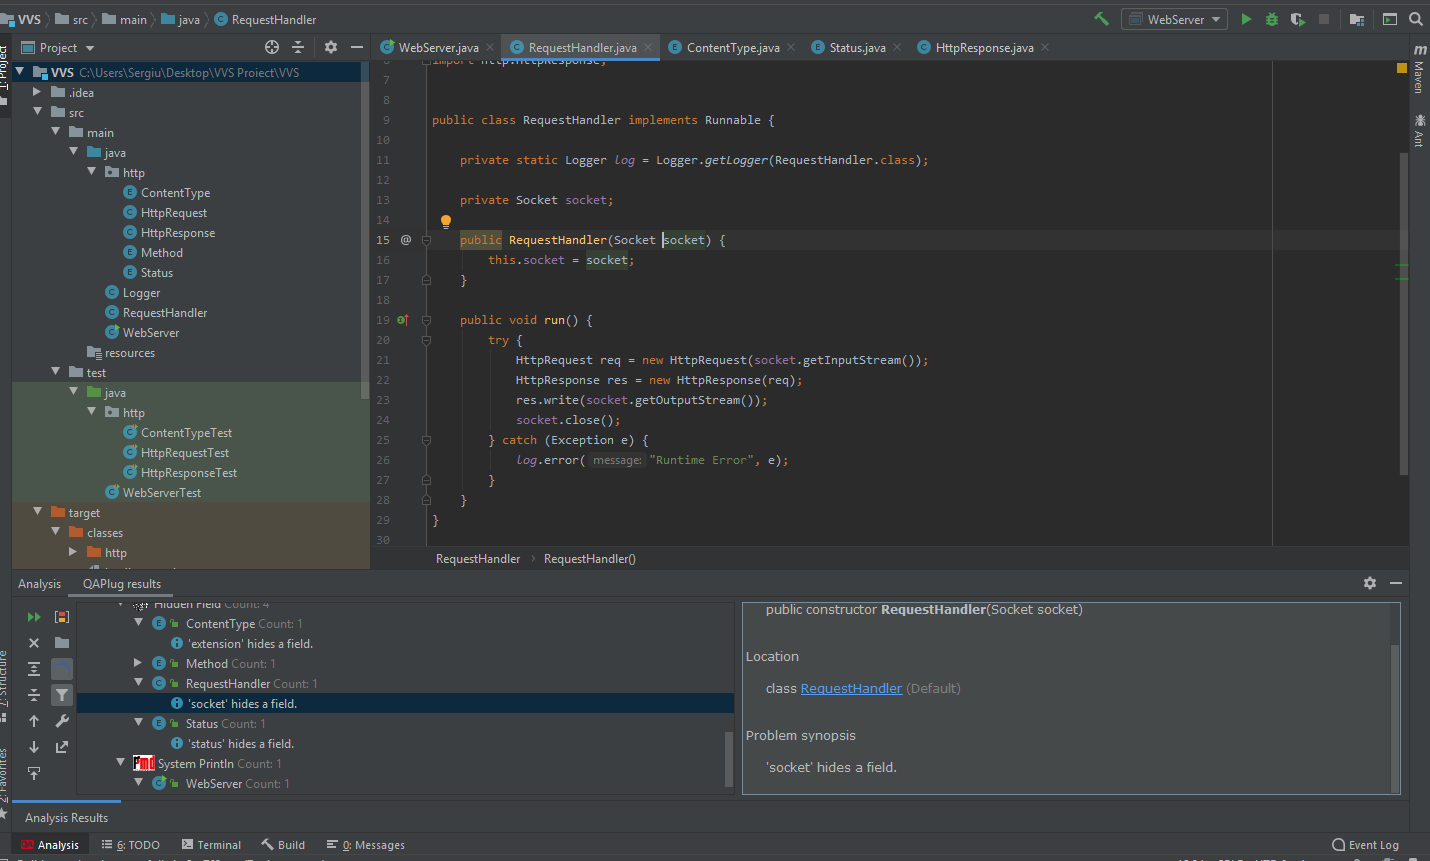 VVS src main java RequestHandler WebServer
Project
WebServer.java RequestHandler.java ContentType.java Status.java HttpResponse.java
1: Project
VVS C:\Users\Sergiu\Desktop\VVS Proiect\VVS
.idea
src
main
java
http
ContentType
HttpRequest
HttpResponse
Method
Status
Logger
RequestHandler
WebServer
resources
test
java
http
ContentTypeTest
HttpRequestTest
HttpResponseTest
WebServerTest
target
classes
http
6 import http.HttpResponse;
7
8
9 public class RequestHandler implements Runnable {
10
11 private static Logger log = Logger.getLogger(RequestHandler.class);
12
13 private Socket socket;
14
15 @ public RequestHandler(Socket socket) {
16 this.socket = socket;
17 }
18
19 public void run() {
20 try {
21 HttpRequest req = new HttpRequest(socket.getInputStream());
22 HttpResponse res = new HttpResponse(req);
23 res.write(socket.getOutputStream());
24 socket.close();
25 } catch (Exception e) {
26 log.error( message: "Runtime Error", e);
27 }
28 }
29 }
30
RequestHandler RequestHandler()
Maven
Ant
Analysis QAPlug results
Hidden Field Count: 4
ContentType Count: 1
'extension' hides a field.
Method Count: 1
RequestHandler Count: 1
'socket' hides a field.
Status Count: 1
'status' hides a field.
Pmd System Println Count: 1
WebServer Count: 1
public constructor RequestHandler(Socket socket)
Location
class RequestHandler (Default)
Problem synopsis
'socket' hides a field.
7: Structure
2: Favorites
Analysis Results
QA Analysis 6: TODO Terminal Build 0: Messages Event Log